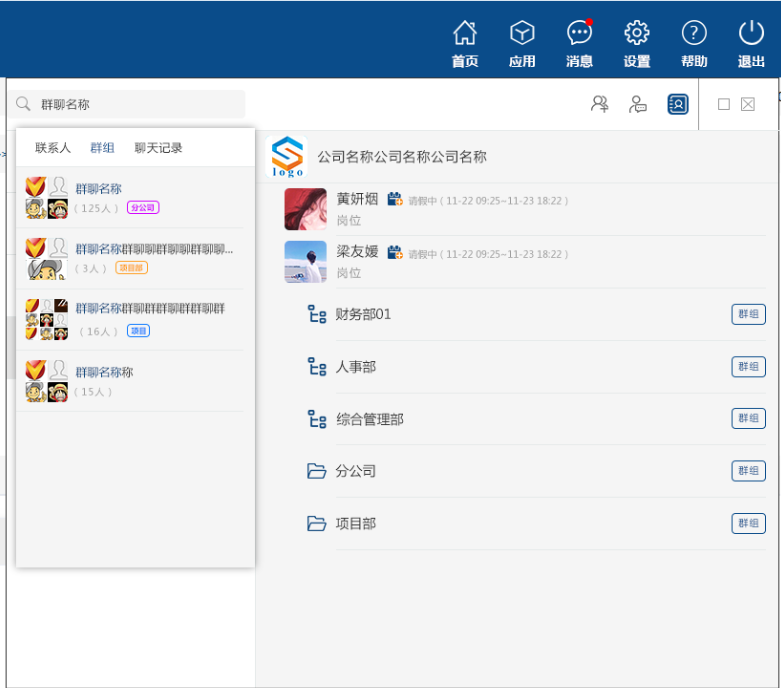 首页 应用 消息 设置 帮助 退出
群聊名称
联系人 群组 聊天记录
群聊名称
（125人） 分公司
群聊名称群聊聊群聊聊群聊聊...
（3人） 项目部
群聊名称群聊群群聊群群聊群
（16人） 项目
群聊名称称
（15人）
logo
公司名称公司名称公司名称
黄妍烟 请假中（11-22 09:25~11-23 18:22）
岗位
梁友媛 请假中（11-22 09:25~11-23 18:22）
岗位
财务部01 群组
人事部 群组
综合管理部 群组
分公司 群组
项目部 群组